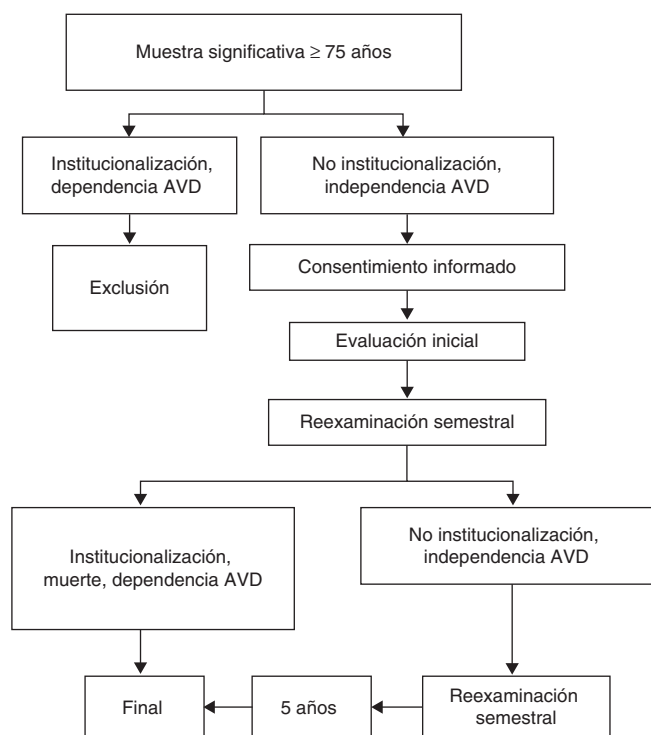 Muestra significativa ≥ 75 años
Institucionalización,
dependencia AVD
No institucionalización,
independencia AVD
Exclusión
Consentimiento informado
Evaluación inicial
Reexaminación semestral
Institucionalización,
muerte, dependencia AVD
No institucionalización,
independencia AVD
Final
5 años
Reexaminación
semestral